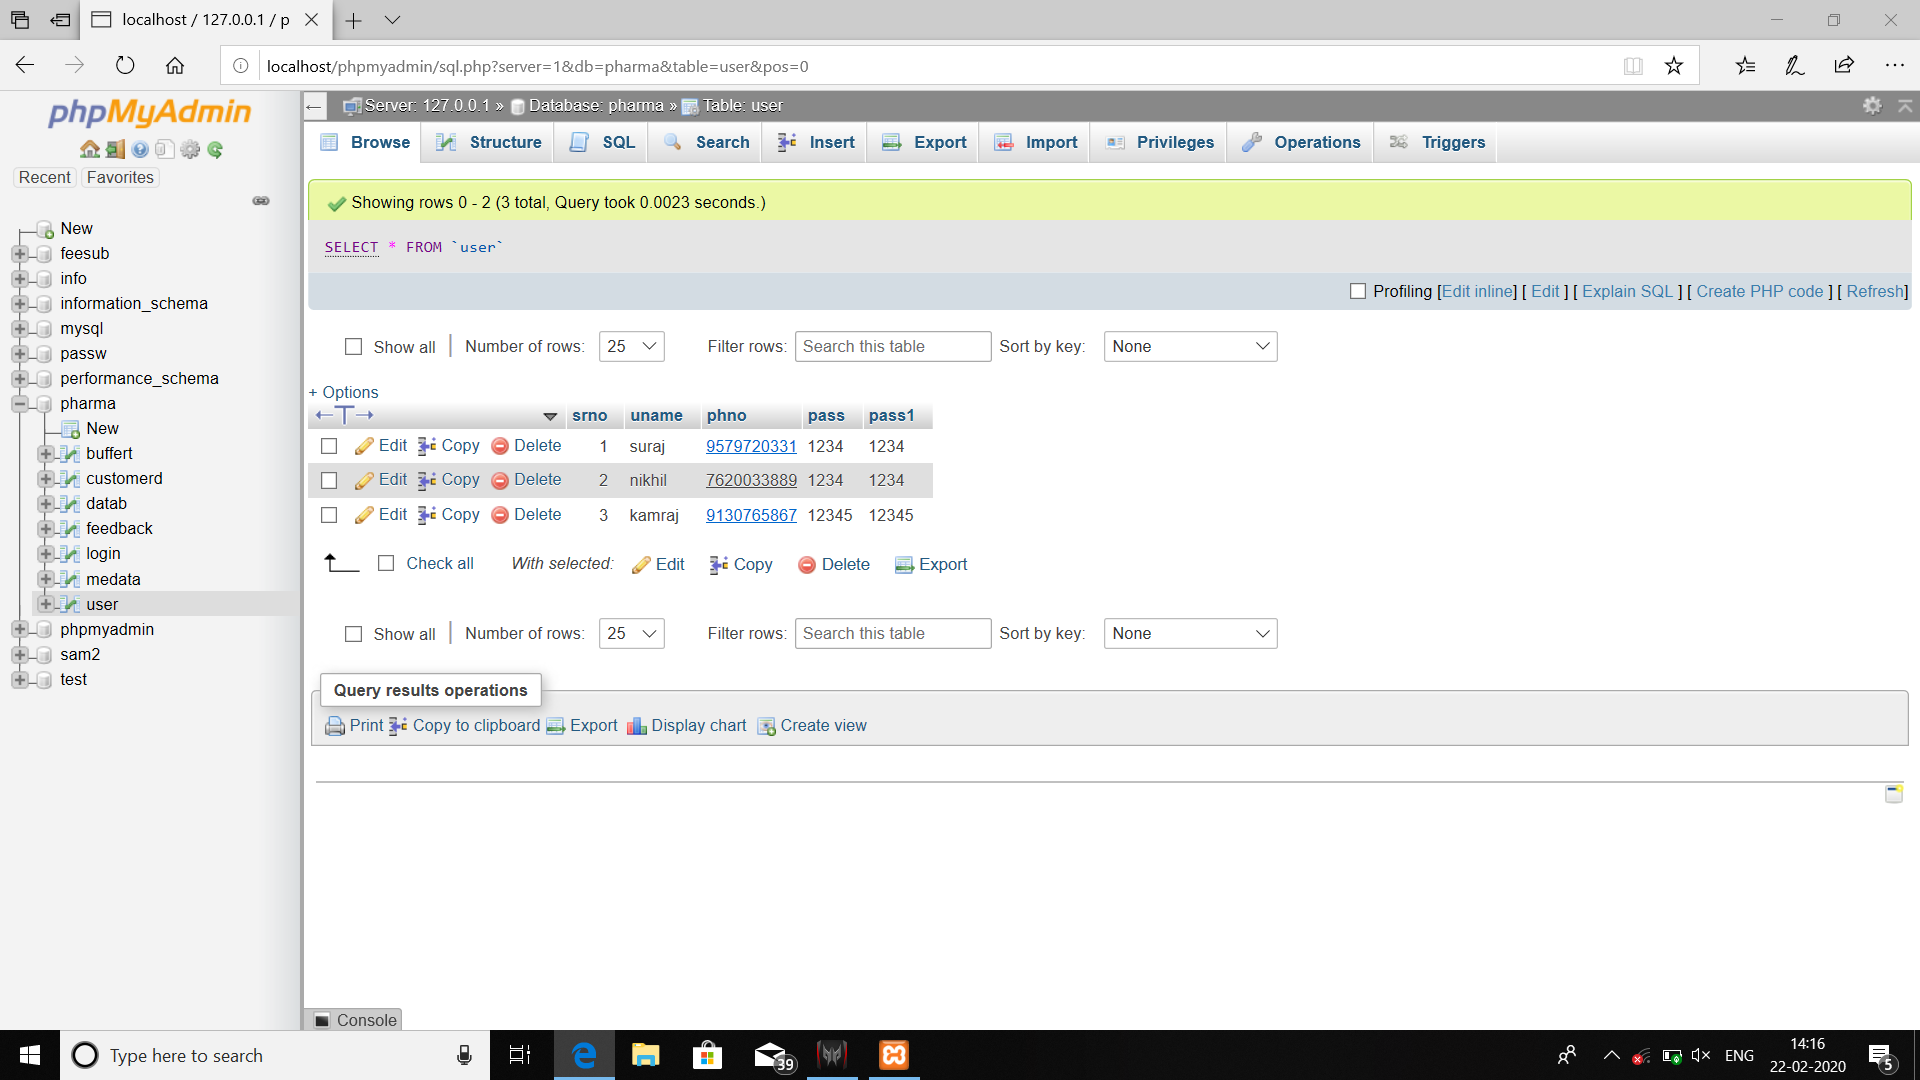 localhost / 127.0.0.1 / p
localhost/phpmyadmin/sql.php?server=1&db=pharma&table=user&pos=0
phpMyAdmin
Recent Favorites
New
feesub
info
information_schema
mysql
passw
performance_schema
pharma
New
buffert
customerd
datab
feedback
login
medata
user
phpmyadmin
sam2
test
Server: 127.0.0.1 » Database: pharma » Table: user
Browse Structure SQL Search Insert Export Import Privileges Operations Triggers
Showing rows 0 - 2 (3 total, Query took 0.0023 seconds.)
SELECT * FROM `user`
Profiling [Edit inline] [ Edit ] [ Explain SQL ] [ Create PHP code ] [ Refresh]
Show all Number of rows: 25 Filter rows: Search this table Sort by key: None
+ Options
srno uname phno pass pass1
Edit Copy Delete 1 suraj 9579720331 1234 1234
Edit Copy Delete 2 nikhil 7620033889 1234 1234
Edit Copy Delete 3 kamraj 9130765867 12345 12345
Check all With selected: Edit Copy Delete Export
Show all Number of rows: 25 Filter rows: Search this table Sort by key: None
Query results operations
Print Copy to clipboard Export Display chart Create view
Console
Type here to search
39
ENG
14:16
22-02-2020
5